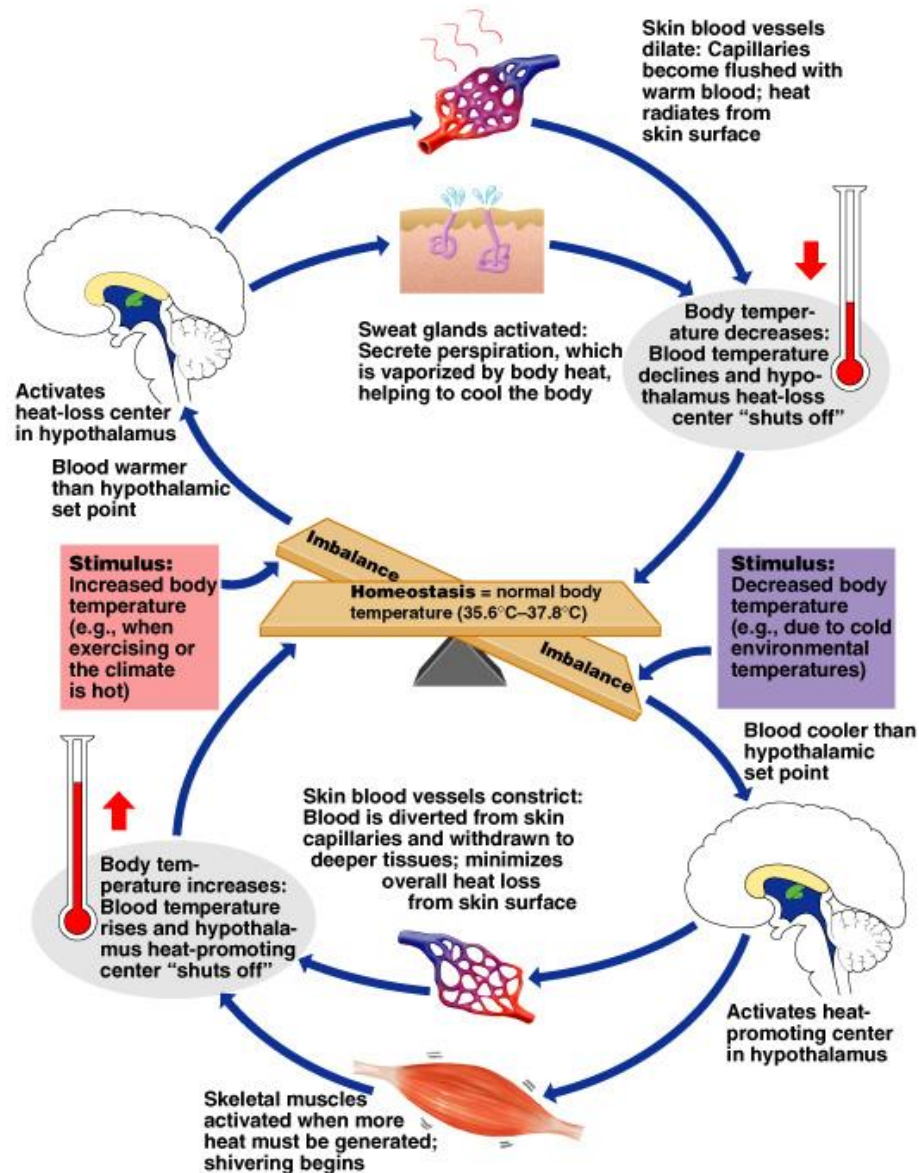 Skin blood vessels
dilate: Capillaries
become flushed with
warm blood; heat
radiates from
skin surface
Sweat glands activated:
Secrete perspiration, which
is vaporized by body heat,
helping to cool the body
Body temper-
ature decreases:
Blood temperature
declines and hypo-
thalamus heat-loss
center “shuts off”
Activates
heat-loss center
in hypothalamus
Blood warmer
than hypothalamic
set point
Stimulus:
Increased body
temperature
(e.g., when
exercising or
the climate
is hot)
Imbalance
Homeostasis = normal body
temperature (35.6°C–37.8°C)
Imbalance
Stimulus:
Decreased body
temperature
(e.g., due to cold
environmental
temperatures)
Blood cooler than
hypothalamic
set point
Skin blood vessels constrict:
Blood is diverted from skin
capillaries and withdrawn to
deeper tissues; minimizes
overall heat loss
from skin surface
Body tem-
perature increases:
Blood temperature
rises and hypothala-
mus heat-promoting
center “shuts off”
Activates heat-
promoting center
in hypothalamus
Skeletal muscles
activated when more
heat must be generated;
shivering begins